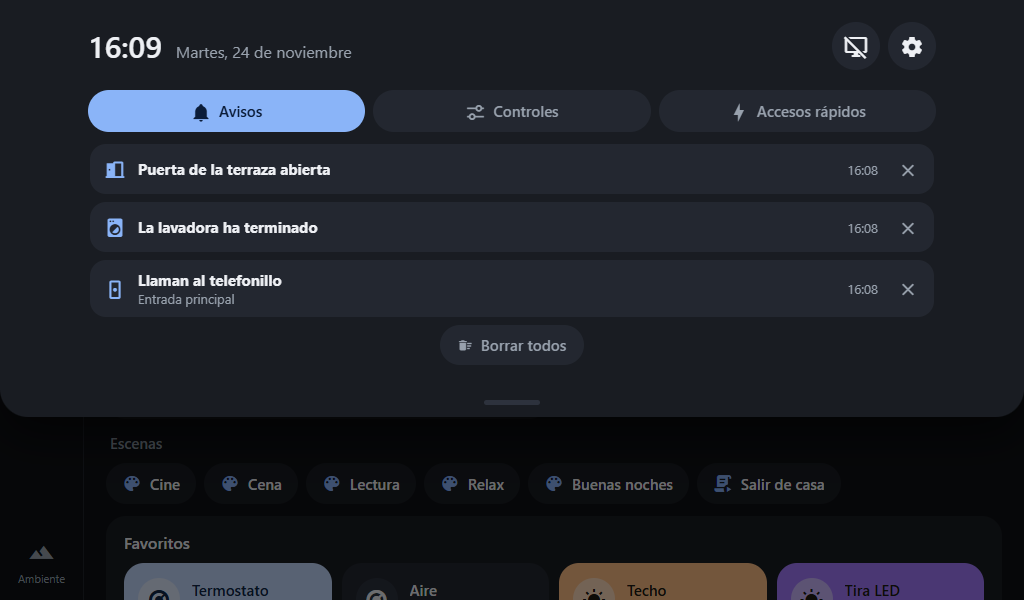 16:09 Martes, 24 de noviembre
Avisos Controles Accesos rápidos
Puerta de la terraza abierta 16:08
La lavadora ha terminado 16:08
Llaman al telefonillo 16:08
Entrada principal
Borrar todos
Escenas
Cine Cena Lectura Relax Buenas noches Salir de casa
Favoritos
Ambiente
Termostato Aire Techo Tira LED